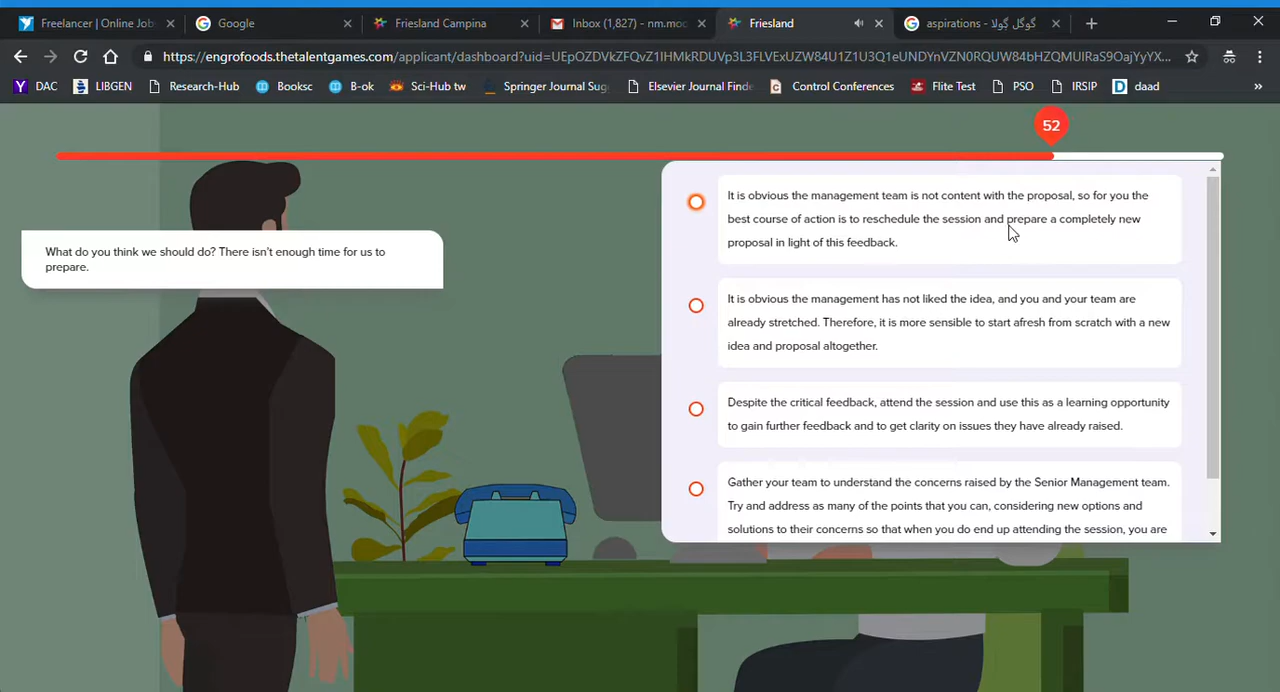 Freelancer | Online Job
Google
Friesland Campina
Inbox (1,827) - nm.moc
Friesland
aspirations - گوگل گولا
https://engrofoods.thetalentgames.com/applicant/dashboard?uid=UEpOZDVkZFQvZ1lHMkRDUVp3L3FLVExUZW84U1Z1U3Q1eUNDYnVZN0RQUW84bHZQMUlRaS9OajYyYX...
DAC
LIBGEN
Research-Hub
Booksc
B-ok
Sci-Hub tw
Springer Journal Sug
Elsevier Journal Finde
Control Conferences
Flite Test
PSO
IRSIP
daad
»
52
What do you think we should do? There isn't enough time for us to
prepare.
It is obvious the management team is not content with the proposal, so for you the
best course of action is to reschedule the session and prepare a completely new
proposal in light of this feedback.
It is obvious the management has not liked the idea, and you and your team are
already stretched. Therefore, it is more sensible to start afresh from scratch with a new
idea and proposal altogether.
Despite the critical feedback, attend the session and use this as a learning opportunity
to gain further feedback and to get clarity on issues they have already raised.
Gather your team to understand the concerns raised by the Senior Management team.
Try and address as many of the points that you can, considering new options and
solutions to their concerns so that when you do end up attending the session, you are